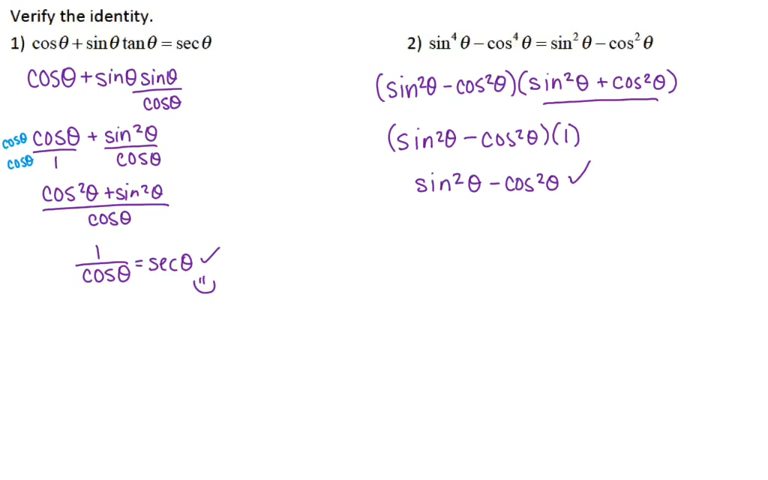 Verify the identity.
1) cosθ + sinθ tanθ = secθ
cosθ + sinθ sinθ/cosθ
cosθ/cosθ cosθ/1 + sin²θ/cosθ
cos²θ + sin²θ/cosθ
1/cosθ = secθ ✓
2) sin⁴θ − cos⁴θ = sin²θ − cos²θ
(sin²θ − cos²θ)(sin²θ + cos²θ)
(sin²θ − cos²θ)(1)
sin²θ − cos²θ ✓